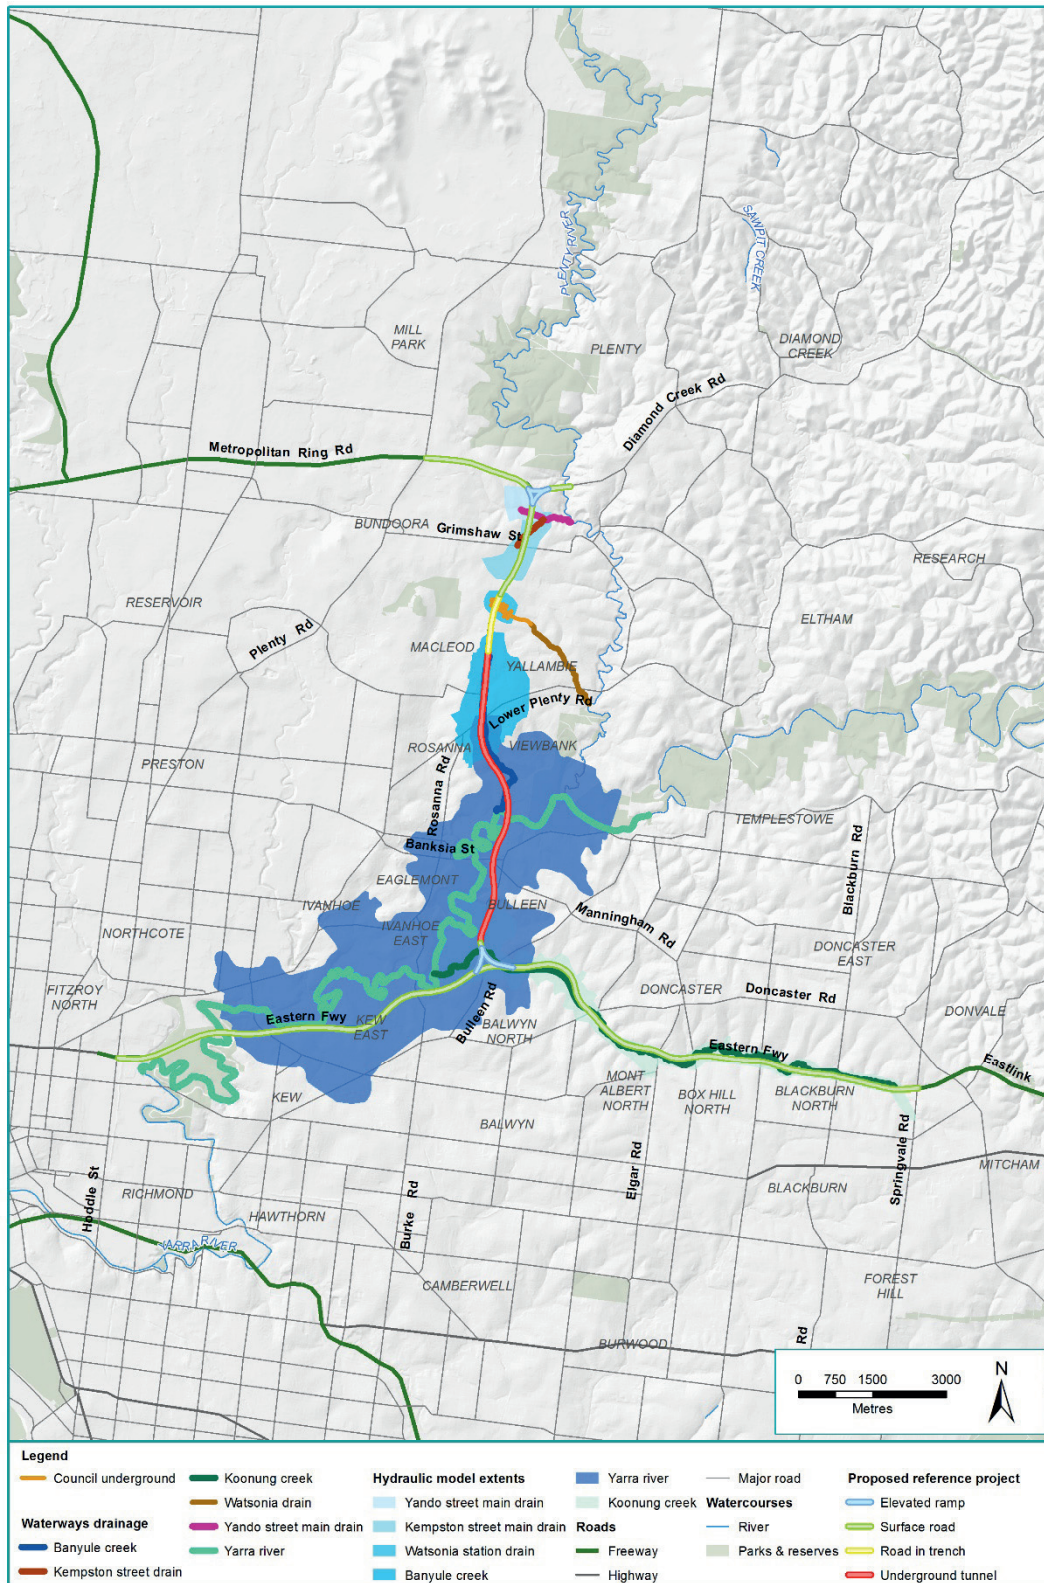 PLENTY RIVER
SAWPIT CREEK
MILL
PARK
PLENTY
DIAMOND
CREEK
Diamond Creek Rd
Metropolitan Ring Rd
BUNDOORA
Grimshaw St
RESEARCH
RESERVOIR
Plenty Rd
ELTHAM
MACLEOD
YALLAMBIE
Lower Plenty Rd
ROSANNA
VIEWBANK
PRESTON
Rosanna Rd
TEMPLESTOWE
Banksia St
Blackburn Rd
EAGLEMONT
IVANHOE
BULLEEN
IVANHOE
EAST
Manningham Rd
NORTHCOTE
DONCASTER
EAST
FITZROY
NORTH
DONCASTER
Doncaster Rd
DONVALE
Eastern Fwy
KEW
EAST
Bulleen Rd
BALWYN
NORTH
Eastern Fwy
Eastlink
MONT
ALBERT
NORTH
BOX HILL
NORTH
BLACKBURN
NORTH
KEW
BALWYN
Springvale Rd
MITCHAM
Hoddle St
RICHMOND
HAWTHORN
Burke Rd
Elgar Rd
BLACKBURN
YARRA RIVER
CAMBERWELL
FOREST
HILL
BURWOOD
Rd
N
0 750 1500 3000
Metres
Legend
Council underground
Waterways drainage
Banyule creek
Kempston street drain
Koonung creek
Watsonia drain
Yando street main drain
Yarra river
Hydraulic model extents
Yando street main drain
Kempston street main drain
Watsonia station drain
Banyule creek
Yarra river
Koonung creek
Roads
Freeway
Highway
Major road
Watercourses
River
Parks & reserves
Proposed reference project
Elevated ramp
Surface road
Road in trench
Underground tunnel